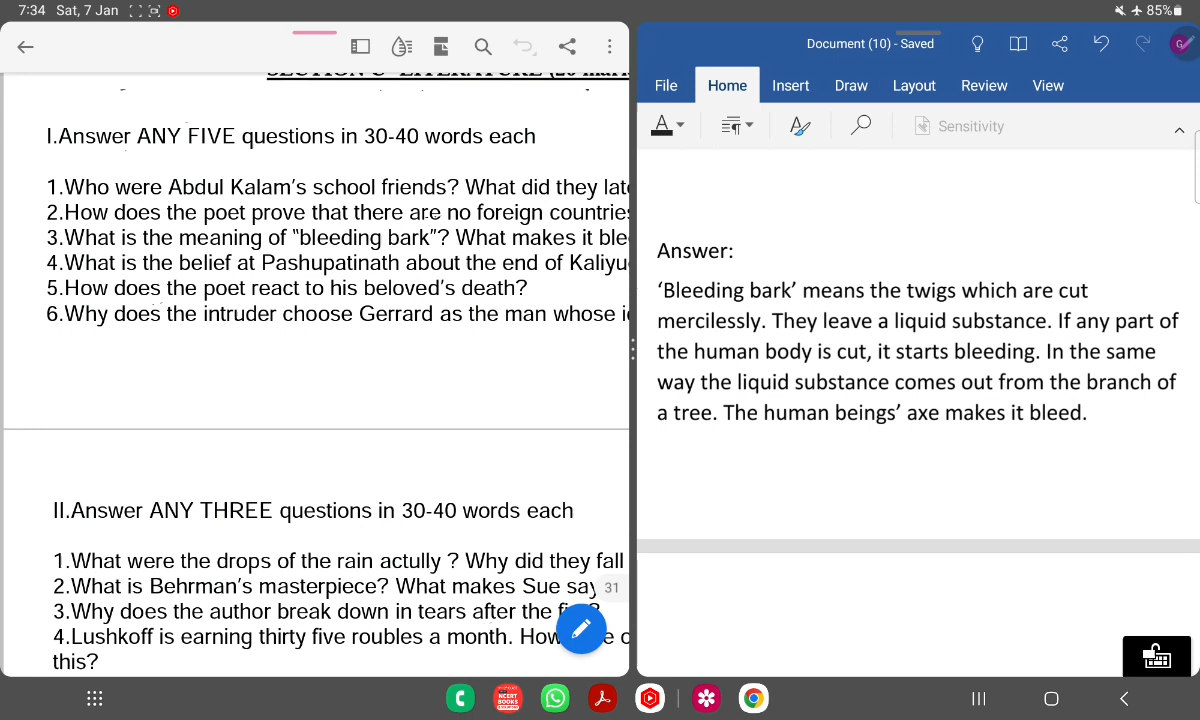 7:34 Sat, 7 Jan
85%
SECTION C- LITERATURE (20 mar
I.Answer ANY FIVE questions in 30-40 words each
1.Who were Abdul Kalam's school friends? What did they lat
2.How does the poet prove that there are no foreign countries
3.What is the meaning of "bleeding bark"? What makes it ble
4.What is the belief at Pashupatinath about the end of Kaliyu
5.How does the poet react to his beloved's death?
6.Why does the intruder choose Gerrard as the man whose i
II.Answer ANY THREE questions in 30-40 words each
1.What were the drops of the rain actully ? Why did they fall
2.What is Behrman's masterpiece? What makes Sue say
31
3.Why does the author break down in tears after the
4.Lushkoff is earning thirty five roubles a month. How
this?
Document (10) - Saved
G
File Home Insert Draw Layout Review View
A
Sensitivity
Answer:
'Bleeding bark' means the twigs which are cut
mercilessly. They leave a liquid substance. If any part of
the human body is cut, it starts bleeding. In the same
way the liquid substance comes out from the branch of
a tree. The human beings' axe makes it bleed.
NCERT
BOOKS